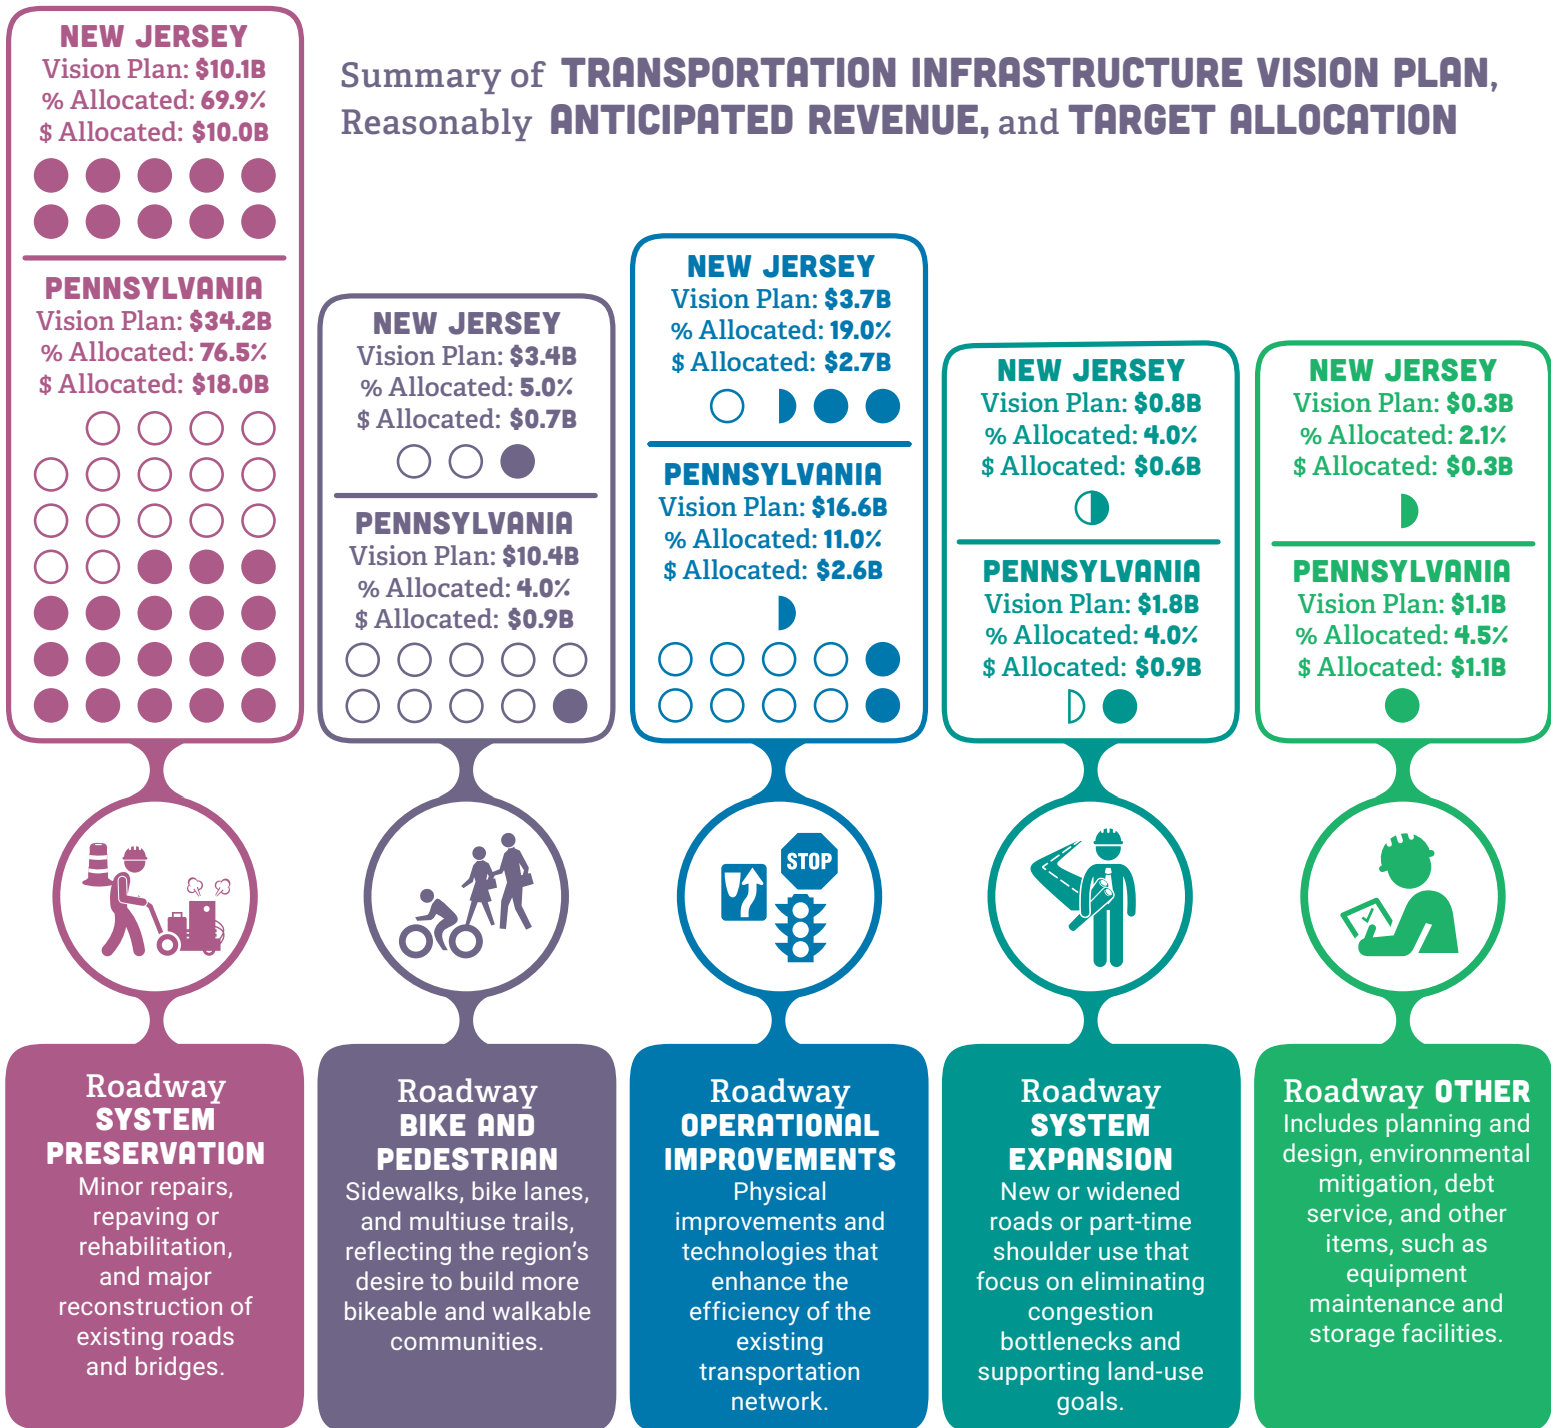 Summary of TRANSPORTATION INFRASTRUCTURE VISION PLAN,
Reasonably ANTICIPATED REVENUE, and TARGET ALLOCATION
NEW JERSEY
Vision Plan: $10.1B
% Allocated: 69.9%
$ Allocated: $10.0B
PENNSYLVANIA
Vision Plan: $34.2B
% Allocated: 76.5%
$ Allocated: $18.0B
Roadway
SYSTEM
PRESERVATION
Minor repairs,
repaving or
rehabilitation,
and major
reconstruction of
existing roads
and bridges.
NEW JERSEY
Vision Plan: $3.4B
% Allocated: 5.0%
$ Allocated: $0.7B
PENNSYLVANIA
Vision Plan: $10.4B
% Allocated: 4.0%
$ Allocated: $0.9B
Roadway
BIKE AND
PEDESTRIAN
Sidewalks, bike lanes,
and multiuse trails,
reflecting the region's
desire to build more
bikeable and walkable
communities.
NEW JERSEY
Vision Plan: $3.7B
% Allocated: 19.0%
$ Allocated: $2.7B
PENNSYLVANIA
Vision Plan: $16.6B
% Allocated: 11.0%
$ Allocated: $2.6B
STOP
Roadway
OPERATIONAL
IMPROVEMENTS
Physical
improvements and
technologies that
enhance the
efficiency of the
existing
transportation
network.
NEW JERSEY
Vision Plan: $0.8B
% Allocated: 4.0%
$ Allocated: $0.6B
PENNSYLVANIA
Vision Plan: $1.8B
% Allocated: 4.0%
$ Allocated: $0.9B
Roadway
SYSTEM
EXPANSION
New or widened
roads or part-time
shoulder use that
focus on eliminating
congestion
bottlenecks and
supporting land-use
goals.
NEW JERSEY
Vision Plan: $0.3B
% Allocated: 2.1%
$ Allocated: $0.3B
PENNSYLVANIA
Vision Plan: $1.1B
% Allocated: 4.5%
$ Allocated: $1.1B
Roadway OTHER
Includes planning and
design, environmental
mitigation, debt
service, and other
items, such as
equipment
maintenance and
storage facilities.